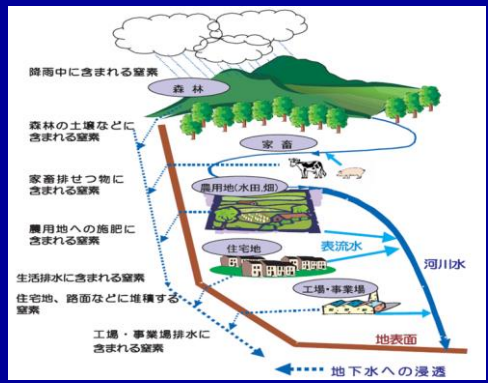 降雨中に含まれる窒素
森林
森林の土壌などに
含まれる窒素
家畜
家畜排せつ物に
含まれる窒素
農用地(水田,畑)
農用地への施肥に
含まれる窒素
表流水
河川水
住宅地
生活排水に含まれる窒素
住宅地、路面などに堆積する
窒素
工場・事業場
工場・事業場排水に
含まれる窒素
地表面
地下水への浸透